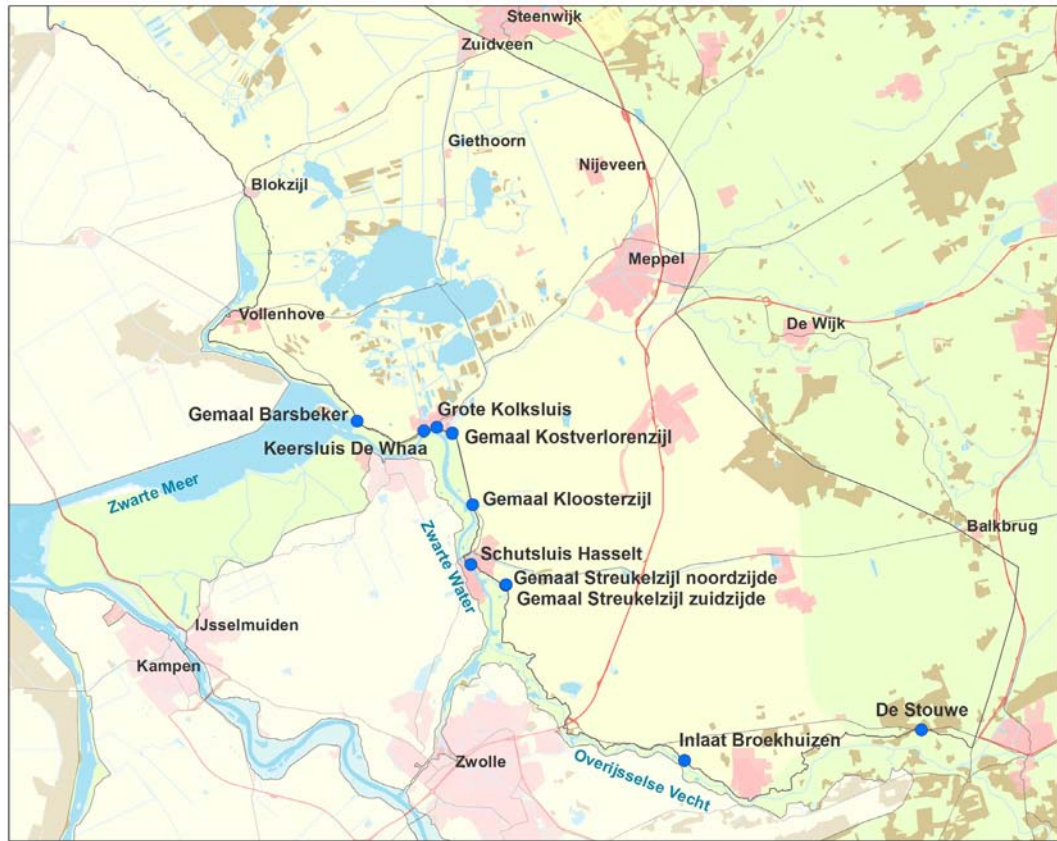 Steenwijk
Zuidveen
Giethoorn
Nijeveen
Blokzijl
Meppel
Vollenhove
De Wijk
Gemaal Barsbeker
Grote Kolksluis
Keersluis De Whaa
Gemaal Kostverlorenzijl
Zwarte Meer
Gemaal Kloosterzijl
Balkbrug
Zwarte Water
Schutsluis Hasselt
Gemaal Streukelzijl noordzijde
Gemaal Streukelzijl zuidzijde
IJsselmuiden
Kampen
De Stouwe
Inlaat Broekhuizen
Zwolle
Overijsselse Vecht